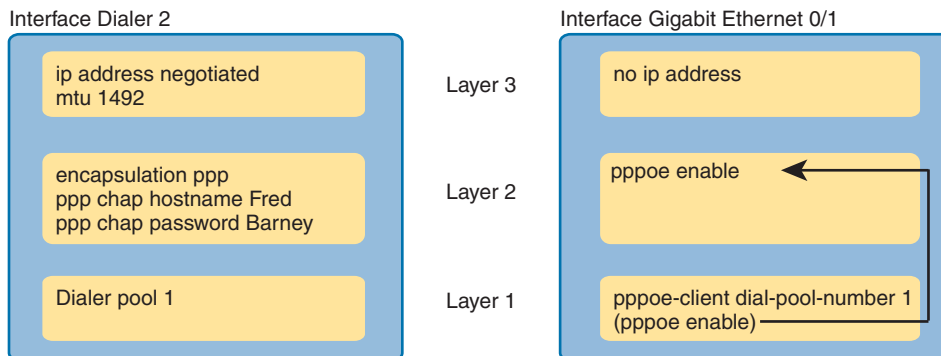 Interface Dialer 2
ip address negotiated
mtu 1492
encapsulation ppp
ppp chap hostname Fred
ppp chap password Barney
Dialer pool 1
Layer 3
Layer 2
Layer 1
Interface Gigabit Ethernet 0/1
no ip address
pppoe enable
pppoe-client dial-pool-number 1
(pppoe enable)